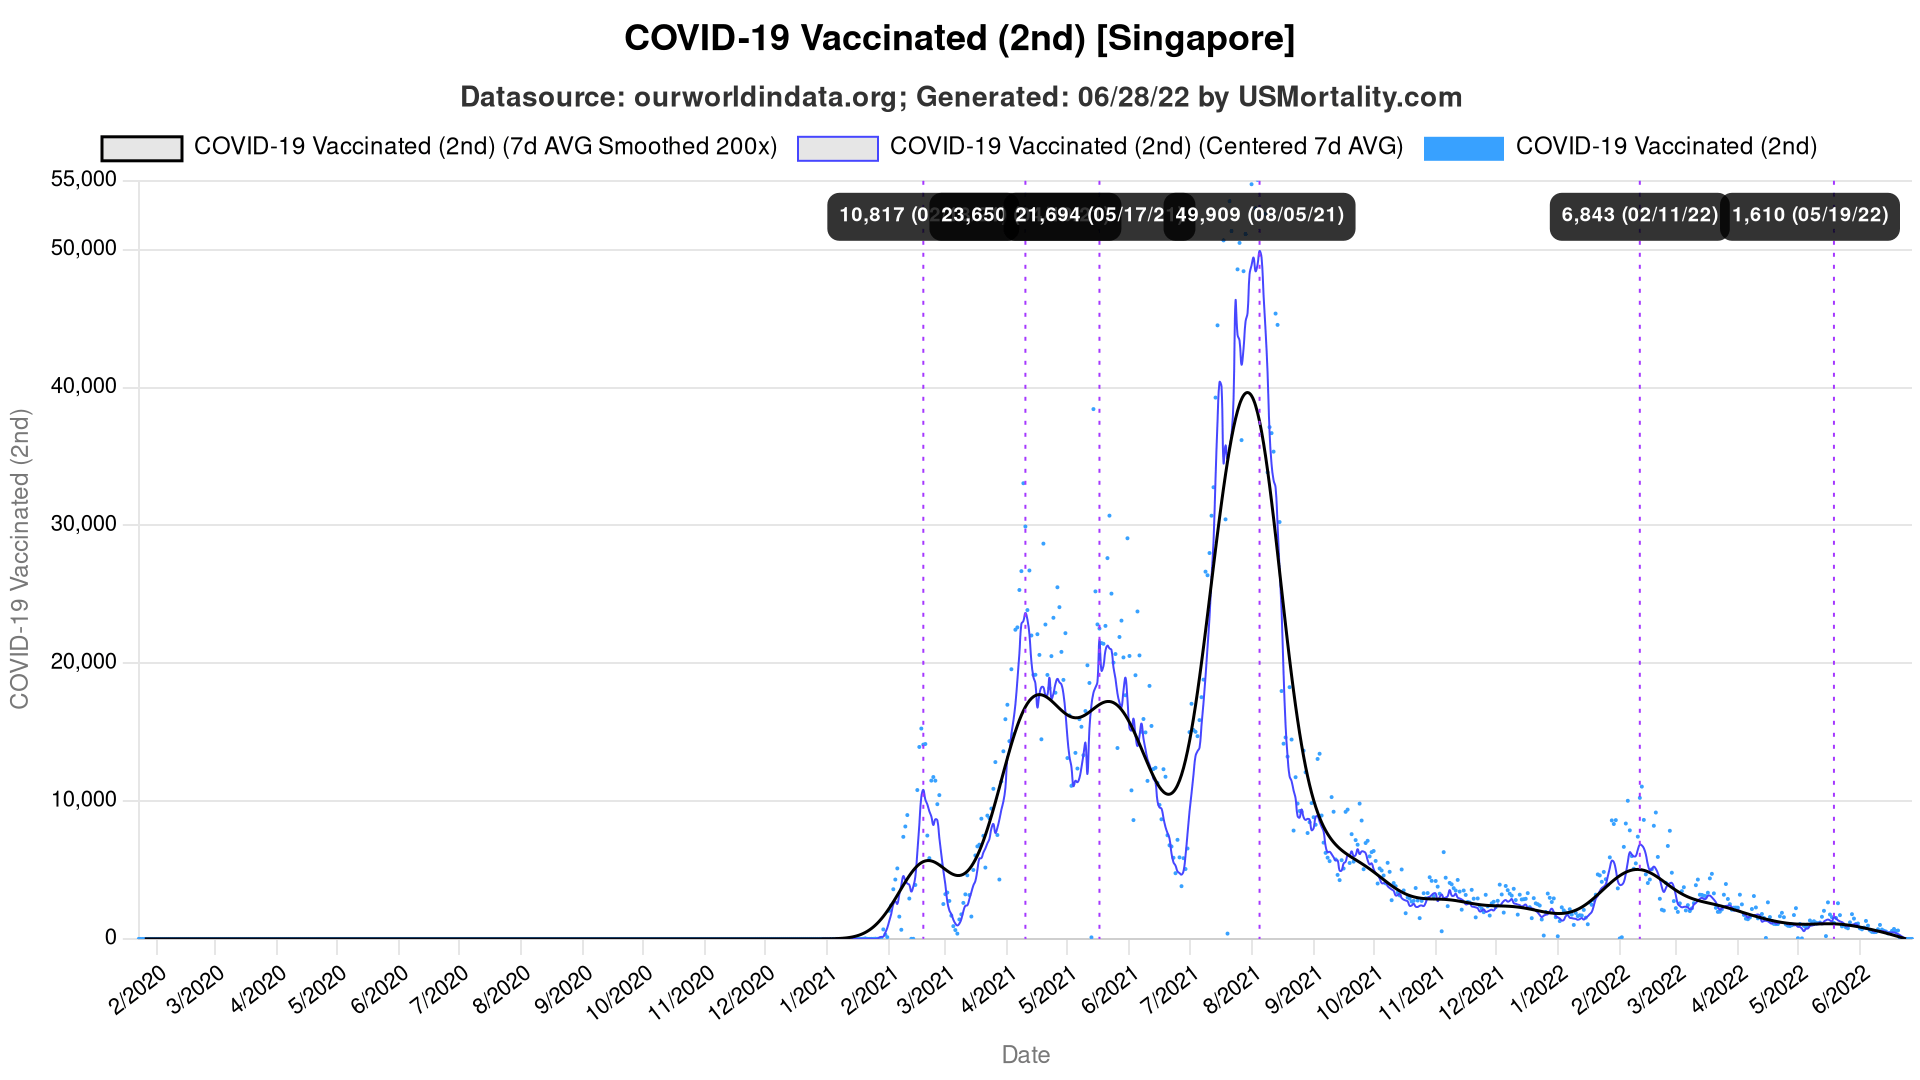 COVID-19 Vaccinated (2nd) [Singapore]
Datasource: ourworldindata.org; Generated: 06/28/22 by USMortality.com
COVID-19 Vaccinated (2nd) (7d AVG Smoothed 200x) COVID-19 Vaccinated (2nd) (Centered 7d AVG) COVID-19 Vaccinated (2nd)
10,817 (02 23,650 21,694 (05/17/21) 49,909 (08/05/21) 6,843 (02/11/22) 1,610 (05/19/22)
55,000
50,000
40,000
30,000
20,000
10,000
0
COVID-19 Vaccinated (2nd)
2/2020 3/2020 4/2020 5/2020 6/2020 7/2020 8/2020 9/2020 10/2020 11/2020 12/2020 1/2021 2/2021 3/2021 4/2021 5/2021 6/2021 7/2021 8/2021 9/2021 10/2021 11/2021 12/2021 1/2022 2/2022 3/2022 4/2022 5/2022 6/2022
Date